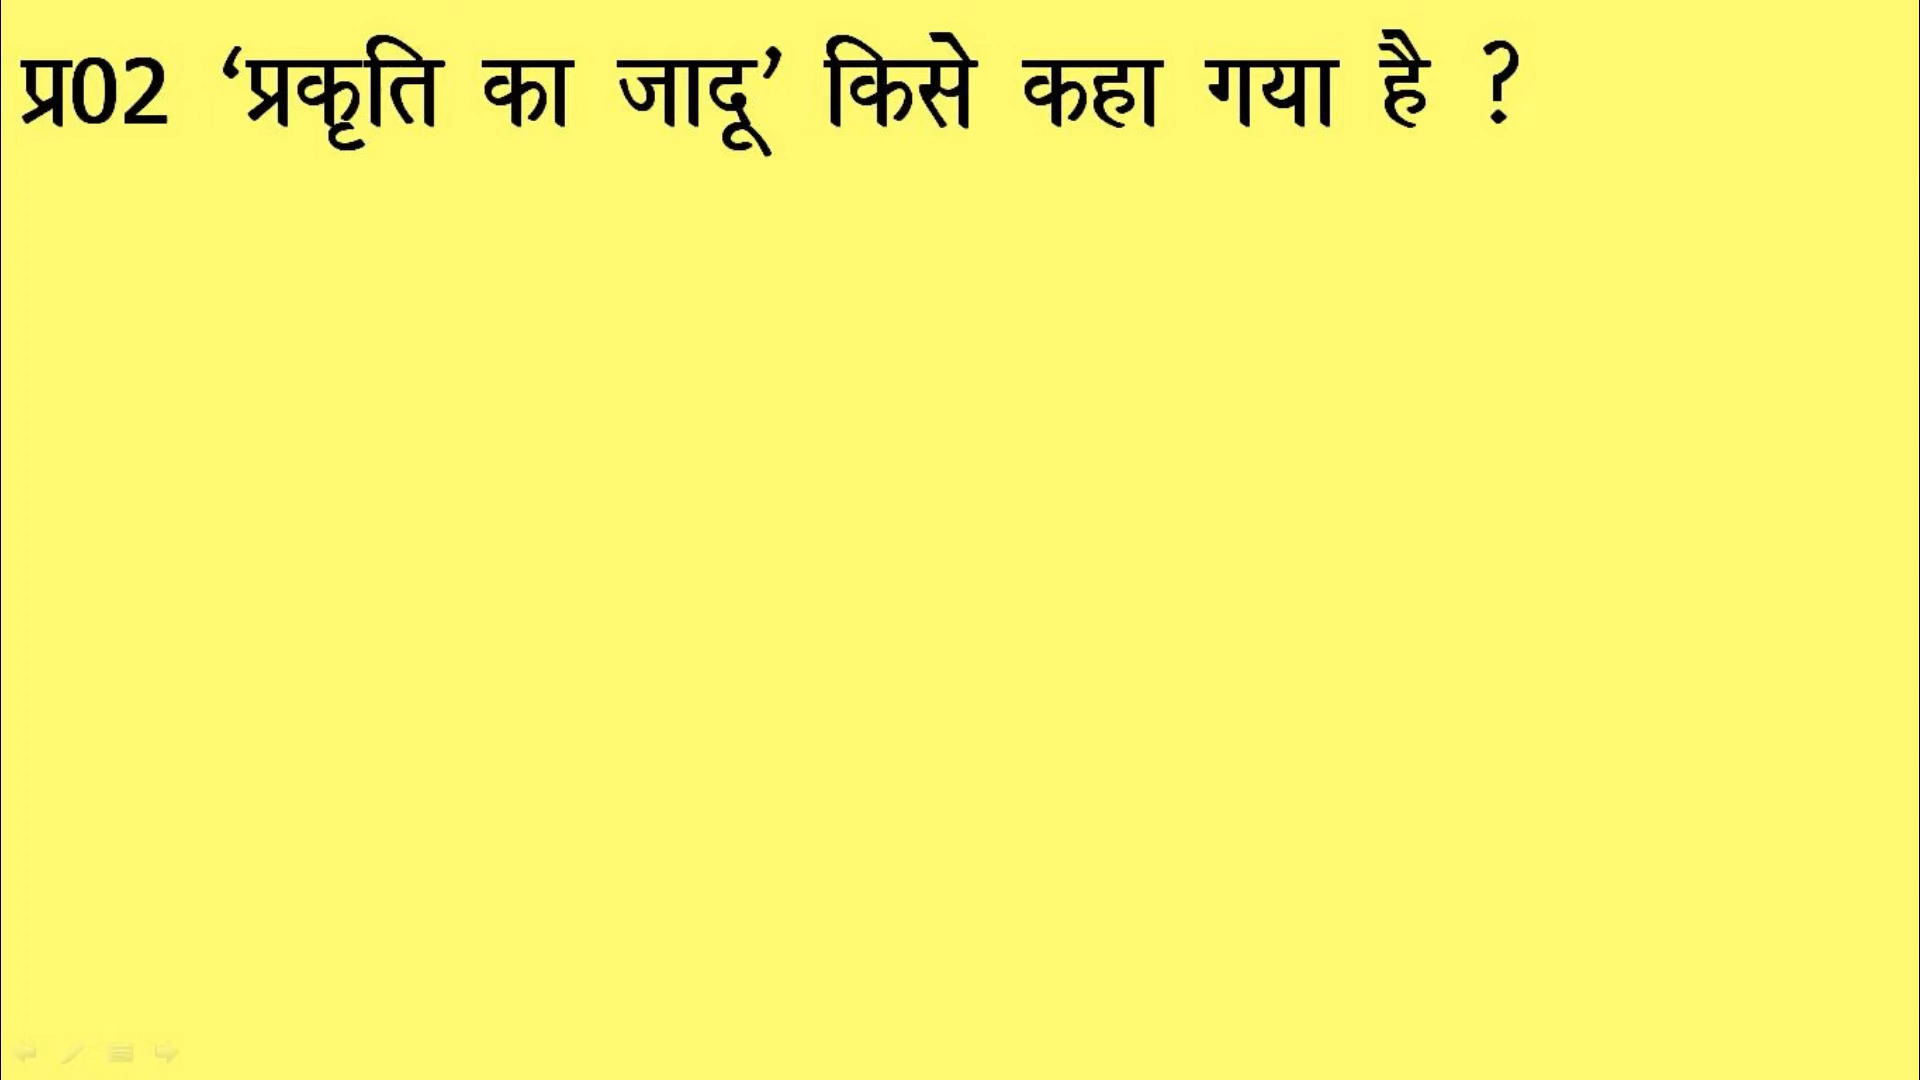 प्र02 ‘प्रकृति का जादू’ किसे कहा गया है ?